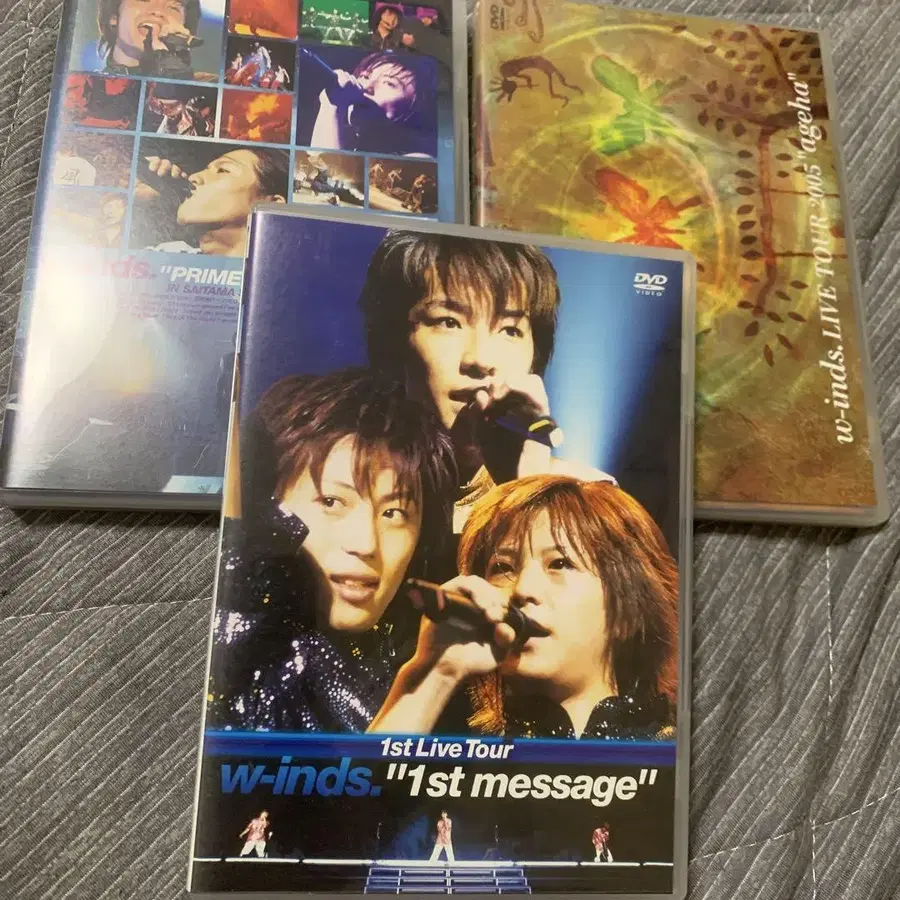 w-inds. "PRIME
IN SAITAMA
DVD
w-inds. LIVE TOUR 2005 "ageha"
DVD
VIDEO
1st Live Tour
w-inds. "1st message"